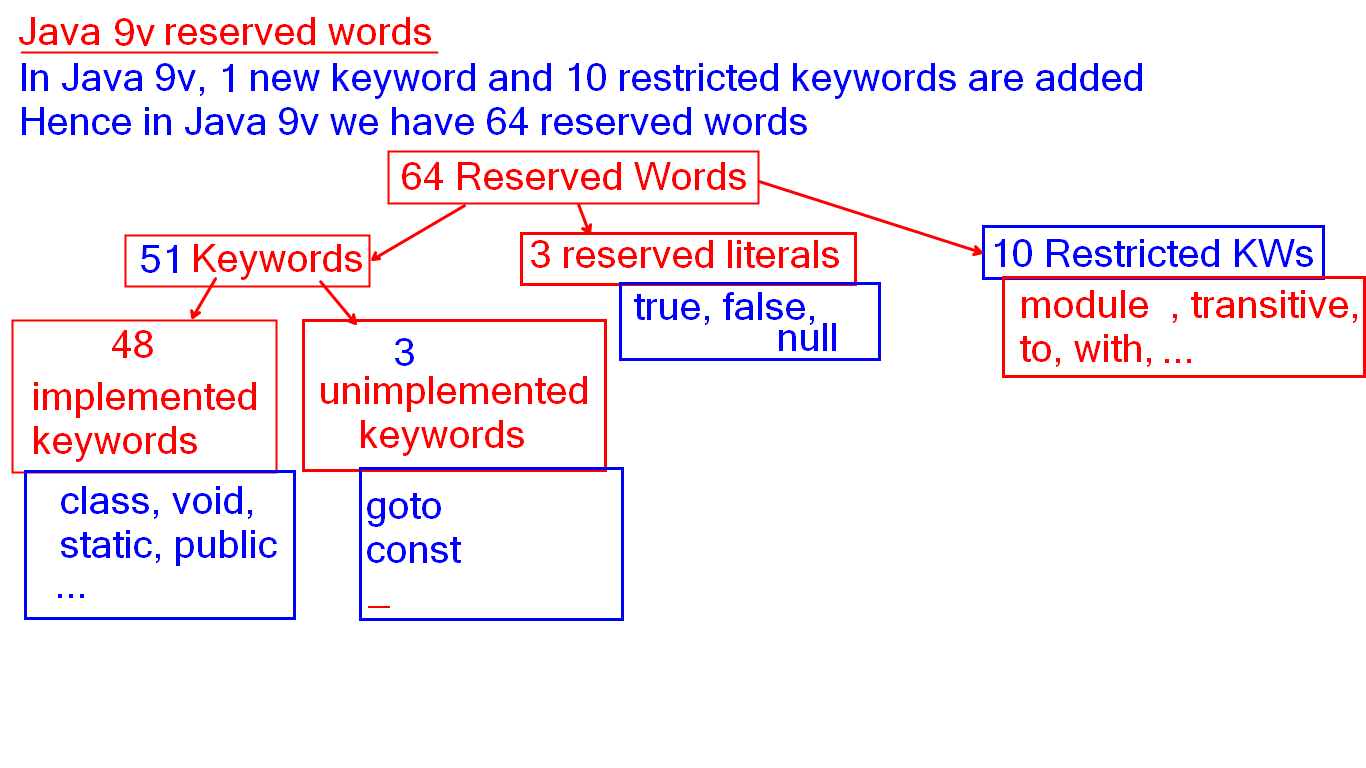 Java 9v reserved words
In Java 9v, 1 new keyword and 10 restricted keywords are added
Hence in Java 9v we have 64 reserved words
64 Reserved Words
51 Keywords
3 reserved literals
10 Restricted KWs
true, false,
null
module , transitive,
to, with, ...
48
implemented
keywords
3
unimplemented
keywords
class, void,
static, public
...
goto
const
_